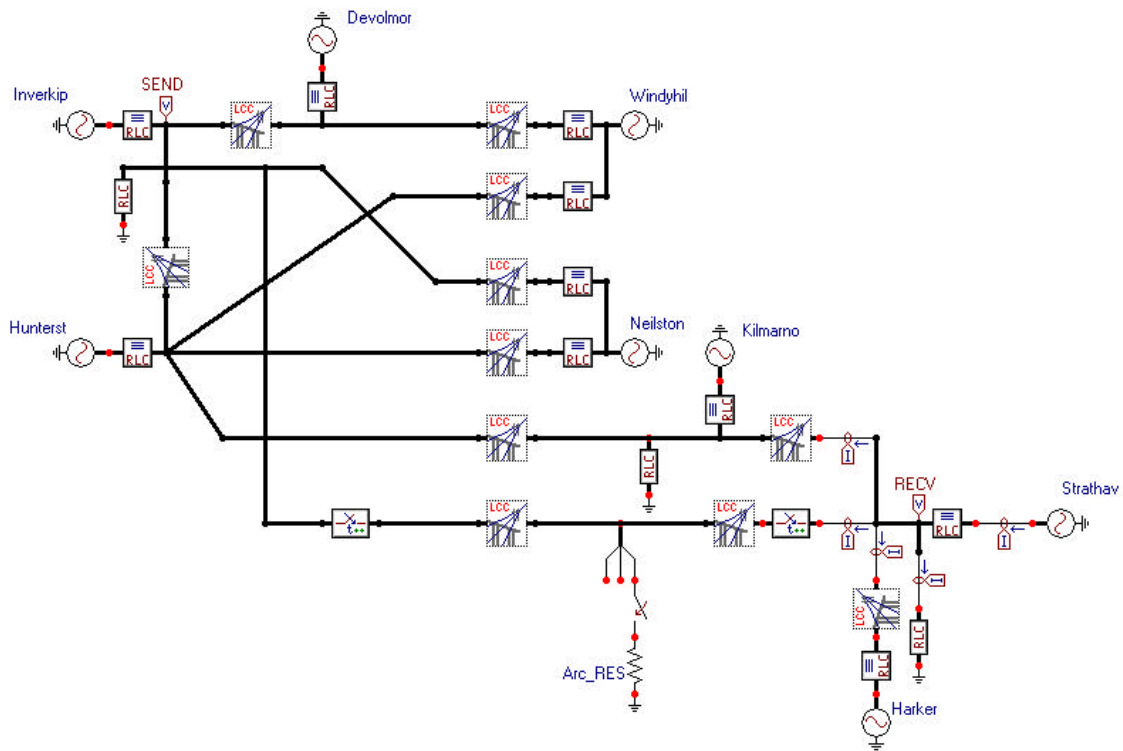 Devolmor
SEND
Inverkip
V
LCC
RLC
LCC
Windyhil
RLC
RLC
RLC
LCC
RLC
LCC
LCC
RLC
Hunterst
LCC
Neilston
Kilmarno
RLC
RLC
RLC
LCC
LCC
I
RLC
RECV
V
Strathav
LCC
LCC
t
t
RLC
I
I
I
I
LCC
RLC
RLC
Arc_RES
Harker